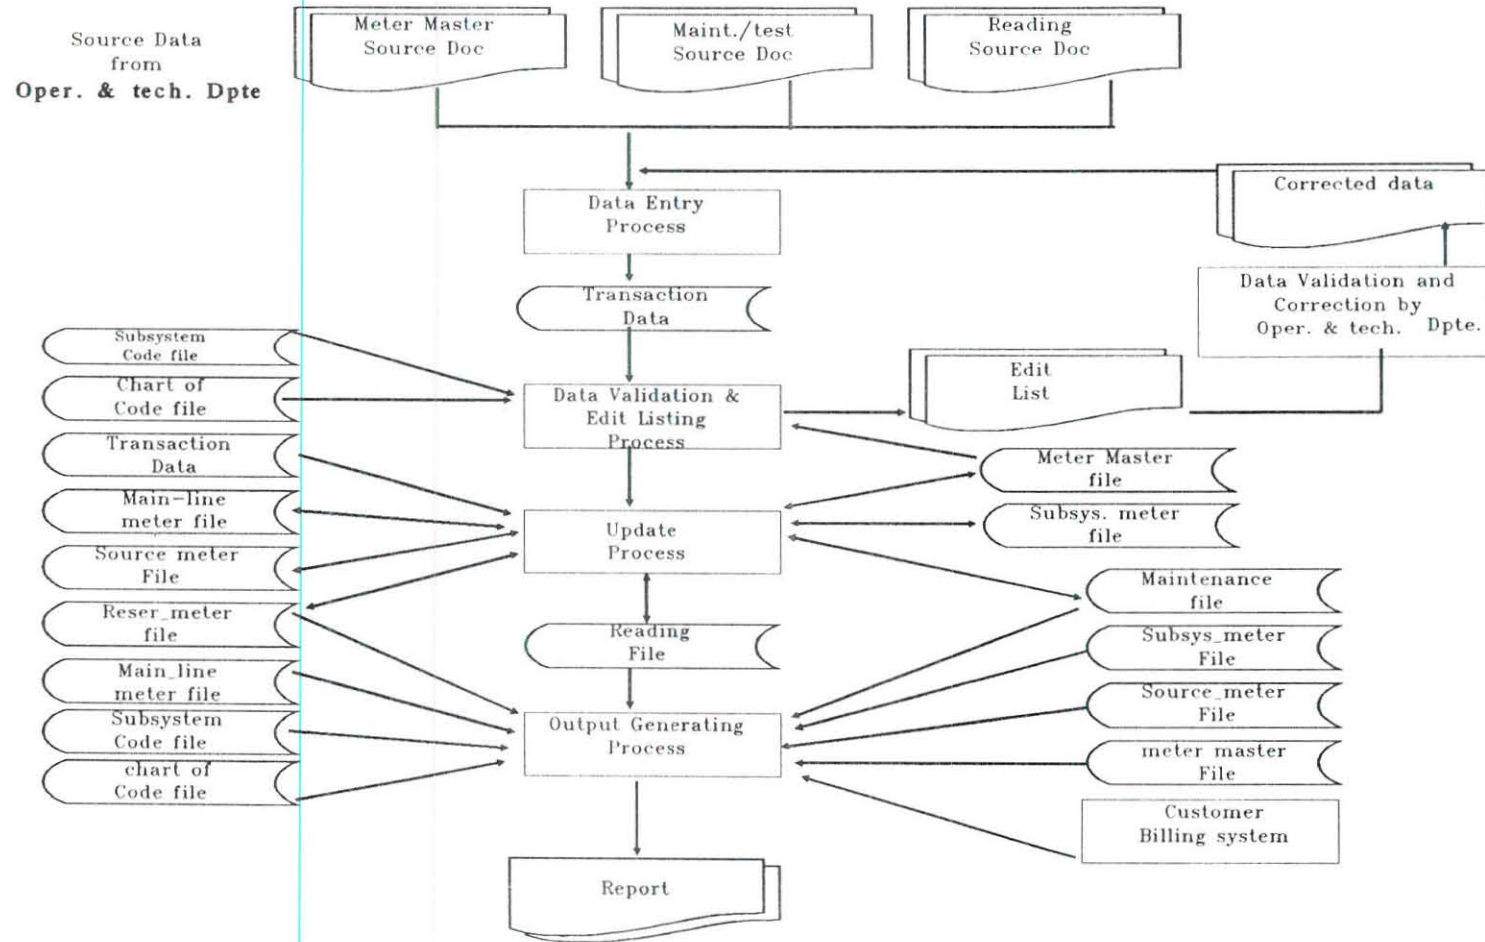 Source Data
from
Oper. & tech. Dpte
Meter Master
Source Doc
Maint./test
Source Doc
Reading
Source Doc
Corrected data
Data Entry
Process
Data Validation and
Correction by
Oper. & tech. Dpte.
Transaction
Data
Subsystem
Code file
Chart of
Code file
Data Validation &
Edit Listing
Process
Edit
List
Transaction
Data
Meter Master
file
Main-line
meter file
Update
Process
Subsys. meter
file
Source meter
File
Maintenance
file
Reser_meter
file
Reading
File
Subsys_meter
File
Main_line
meter file
Source_meter
File
Subsystem
Code file
Output Generating
Process
meter master
File
chart of
Code file
Customer
Billing system
Report